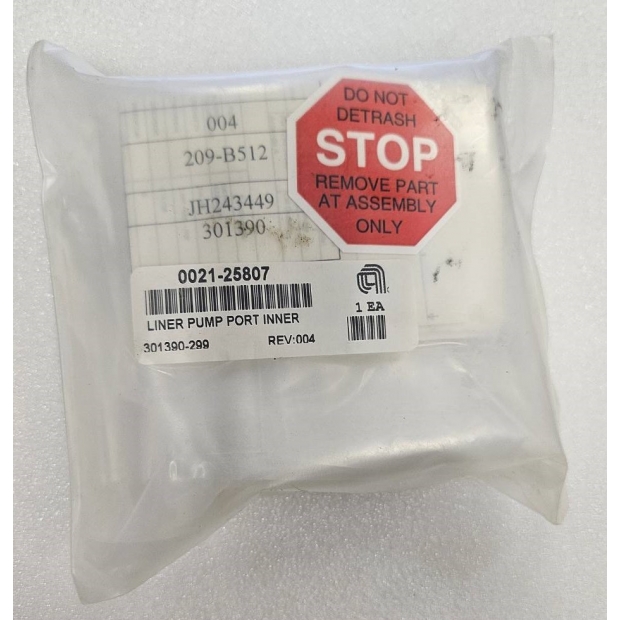 004
209-B512
JH243449
301390
DO NOT
DETRASH
STOP
REMOVE PART
AT ASSEMBLY
ONLY
0021-25807
1 EA
LINER PUMP PORT INNER
301390-299 REV:004